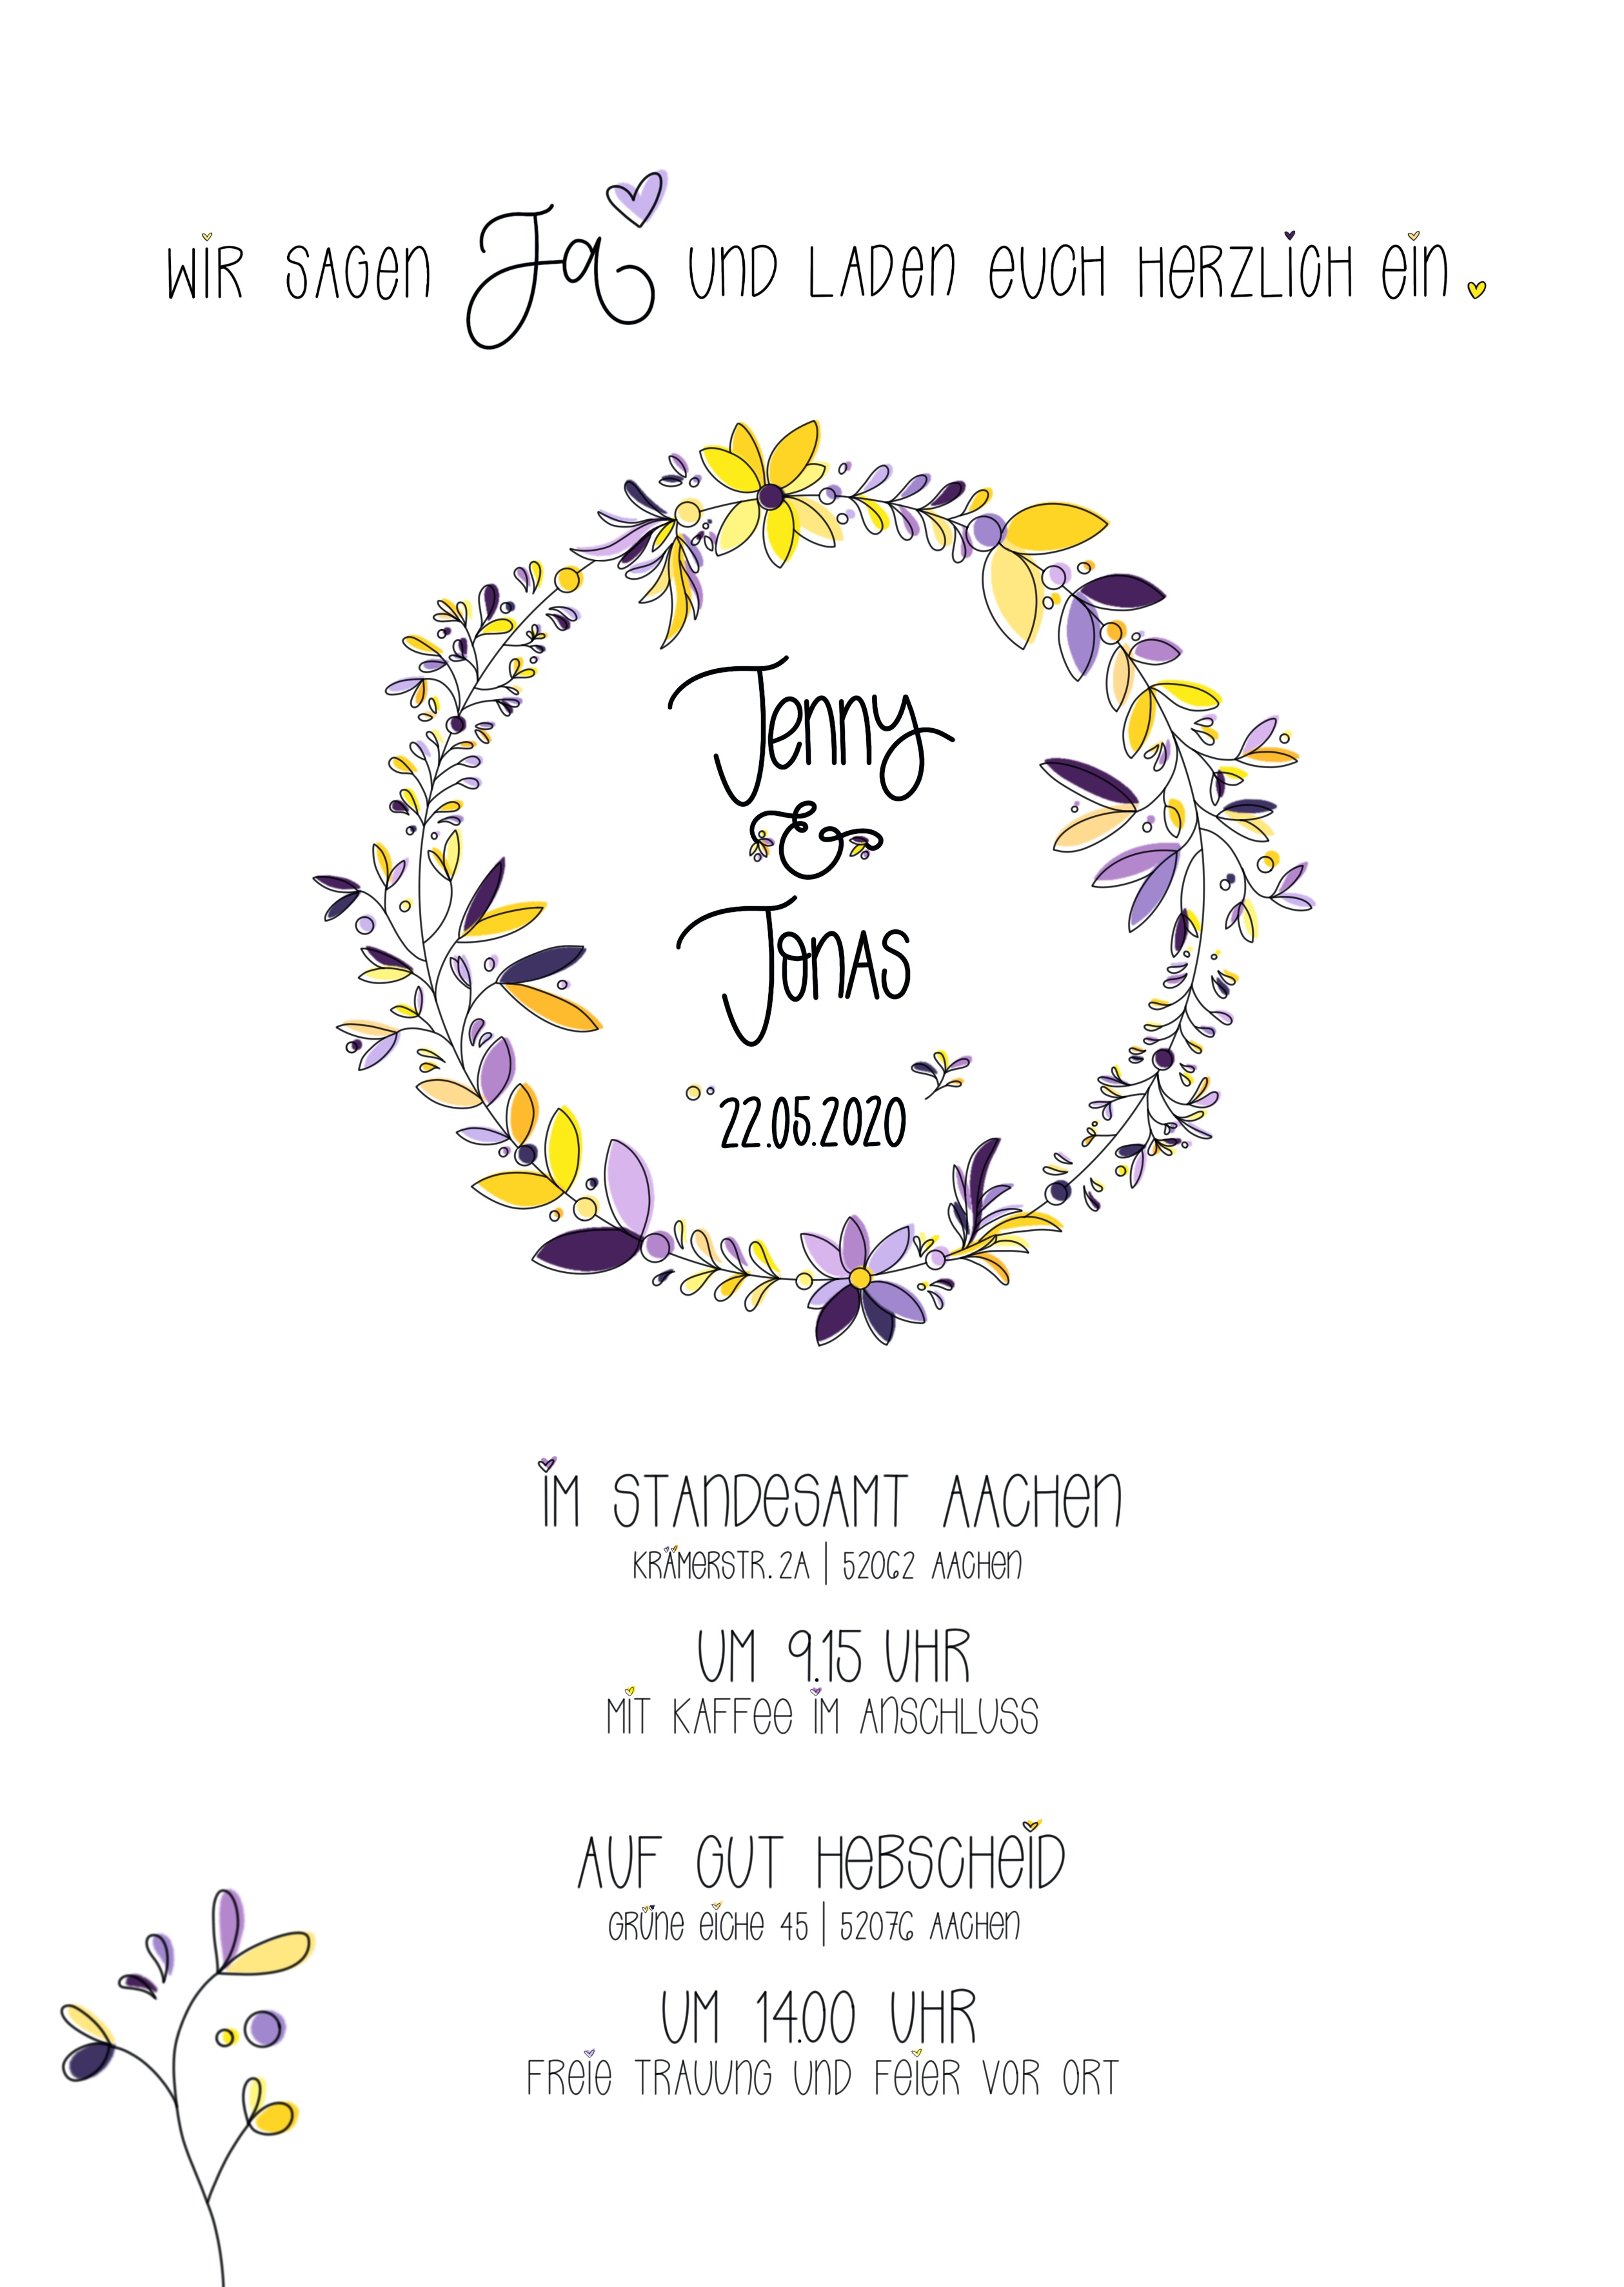 WIR SAGEN Ja UND LADEN EUCH HERZLICH EIN
Jenny
&
Jonas
22.05.2020
IM STANDESAMT AACHEN
KRÄMERSTR. 2A | 52062 AACHEN
UM 9.15 UHR
MIT KAFFEE IM ANSCHLUSS
AUF GUT HEBSCHEID
GRÜNE EICHE 45 | 52076 AACHEN
UM 14.00 UHR
FREIE TRAUUNG UND FEIER VOR ORT